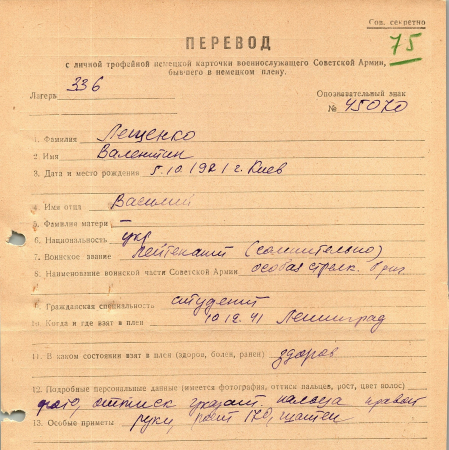 Сов. секретно
75
ПЕРЕВОД
с личной трофейной немецкой карточки военнослужащего Советской Армии,
бывшего в немецком плену.
Лагерь 336
Опознавательный знак
№ 45070
1. Фамилия Лещенко
2. Имя Валентин
3. Дата и место рождения 5.10.1921 г. Киев
4. Имя отца Василий
5. Фамилия матери —
6. Национальность укр
7. Воинское звание лейтенант (сомнительно)
8. Наименование воинской части Советской Армии особая стрелк. бриг
9. Гражданская специальность студент
10. Когда и где взят в плен 10.12.41 Ленинград
11. В каком состоянии взят в плен (здоров, болен, ранен) здоров
12. Подробные персональные данные (имеется фотография, оттиск пальцев, рост, цвет волос)
фото, оттиск указат. пальца правой
13. Особые приметы руки, рост 170,